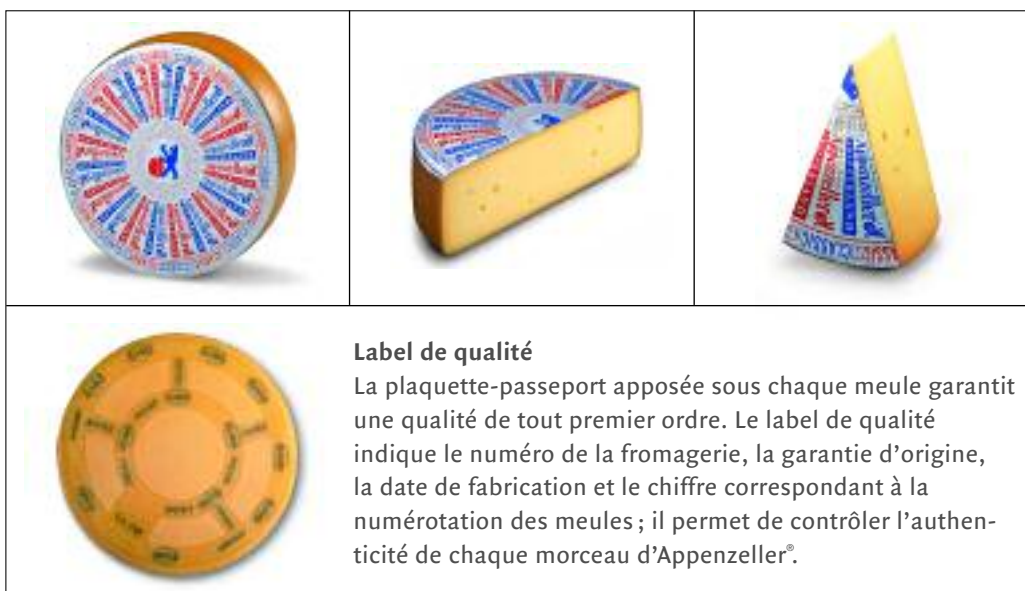 Label de qualité
La plaquette-passeport apposée sous chaque meule garantit
une qualité de tout premier ordre. Le label de qualité
indique le numéro de la fromagerie, la garantie d’origine,
la date de fabrication et le chiffre correspondant à la
numérotation des meules ; il permet de contrôler l’authen-
ticité de chaque morceau d’Appenzeller®.